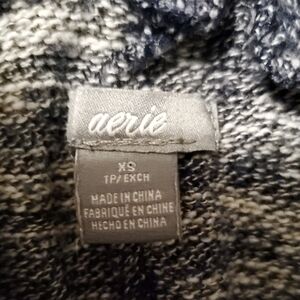 aerie
XS
TP/EXCH
MADE IN CHINA
FABRIQUÉ EN CHINE
HECHO EN CHINA